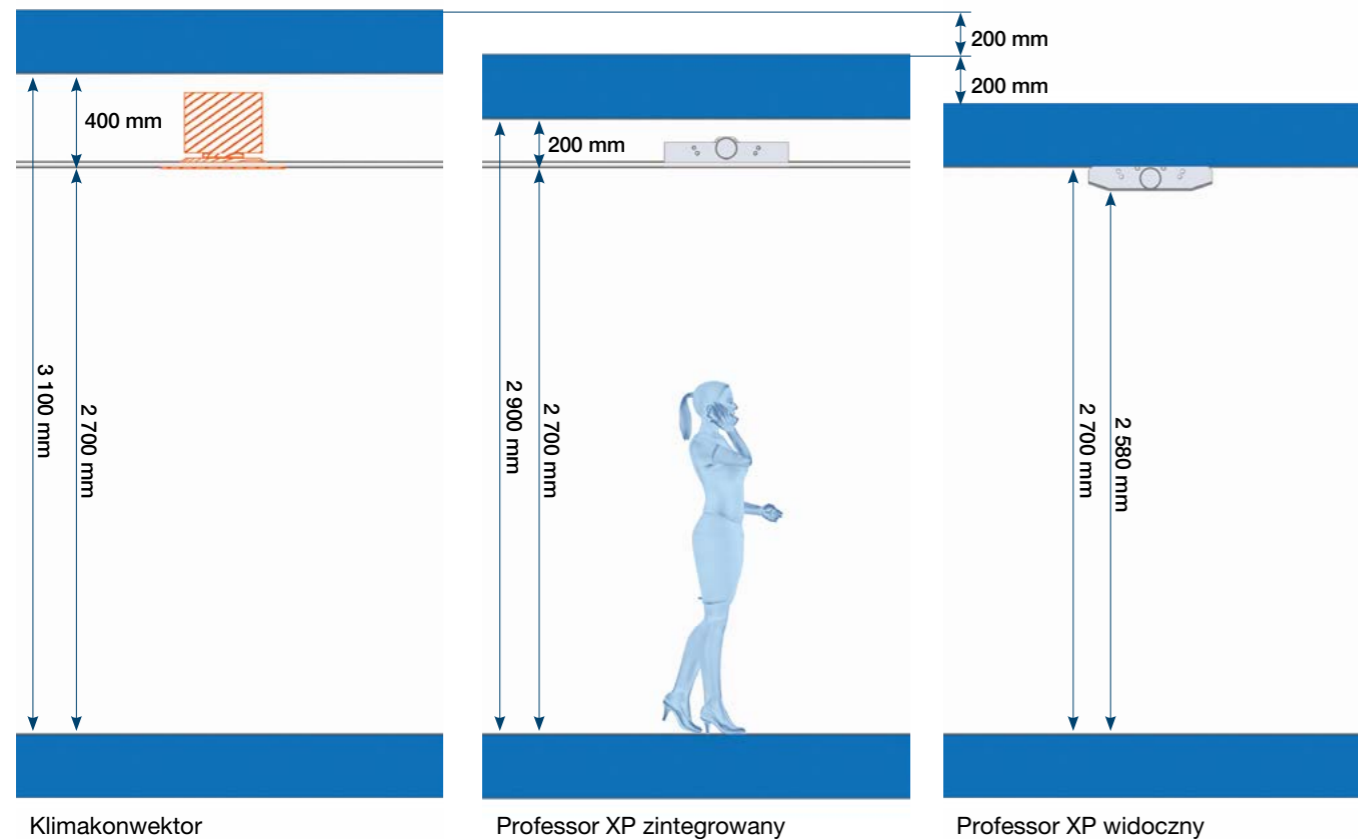 200 mm
200 mm
400 mm
200 mm
3 100 mm
2 700 mm
2 900 mm
2 700 mm
2 700 mm
2 580 mm
Klimakonwektor
Professor XP zintegrowany
Professor XP widoczny